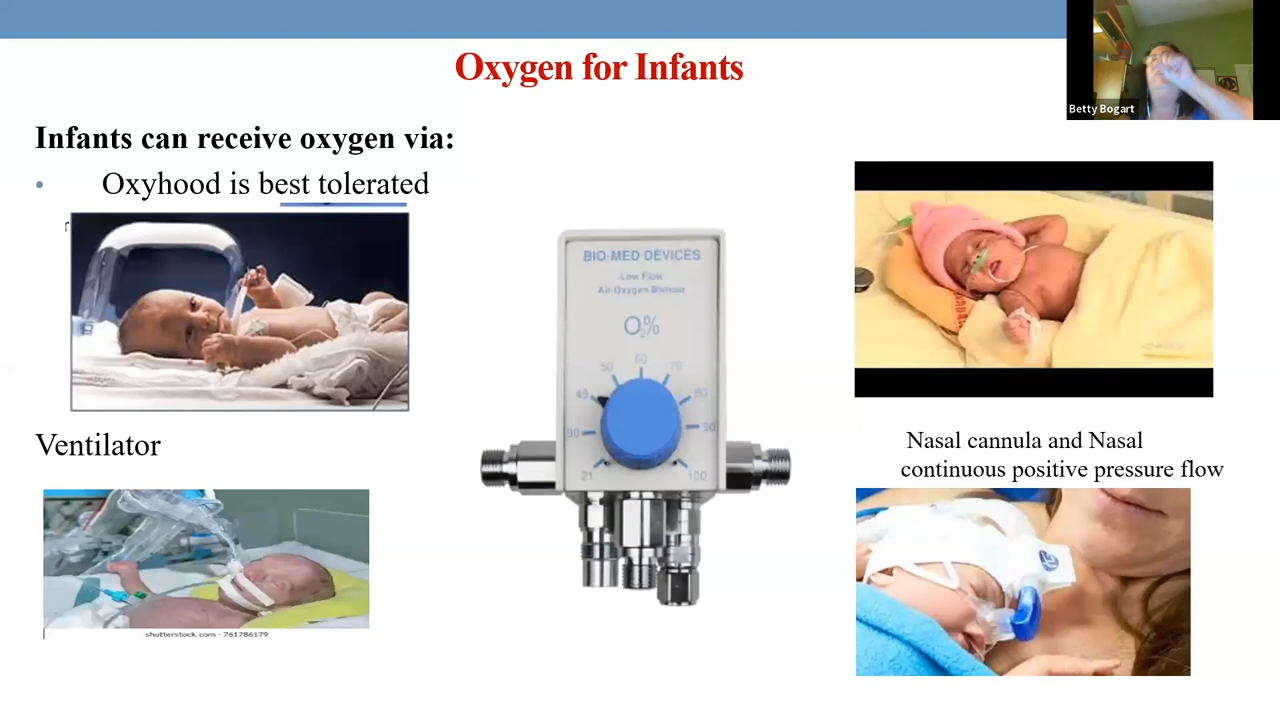 Oxygen for Infants
Betty Bogart
Infants can receive oxygen via:
• Oxyhood is best tolerated
BIO-MED DEVICES
Low Flow
Air-Oxygen Blender
O2%
60
50
70
40
80
30
90
21
100
Ventilator
Nasal cannula and Nasal
continuous positive pressure flow
shutterstock.com - 761786179